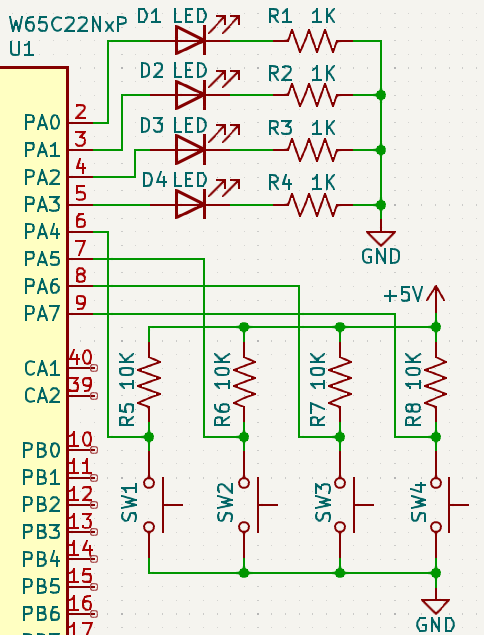 W65C22NxP
U1
D1 LED
R1 1K
D2 LED
R2 1K
D3 LED
R3 1K
D4 LED
R4 1K
PA0 2
PA1 3
PA2 4
PA3 5
PA4 6
PA5 7
PA6 8
PA7 9
GND
+5V
CA1 40
CA2 39
R5 10K
R6 10K
R7 10K
R8 10K
PB0 10
PB1 11
PB2 12
PB3 13
PB4 14
PB5 15
PB6 16
17
SW1
SW2
SW3
SW4
GND